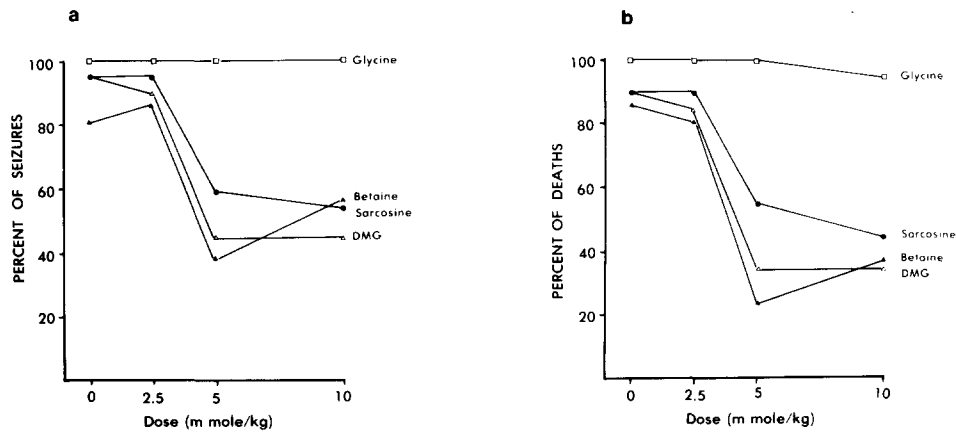 a
PERCENT OF SEIZURES
100
80
60
40
20
0 2.5 5 10
Dose (m mole/kg)
Glycine
Betaine
Sarcosine
DMG
b
PERCENT OF DEATHS
100
80
60
40
20
0 2.5 5 10
Dose (m mole/kg)
Glycine
Sarcosine
Betaine
DMG